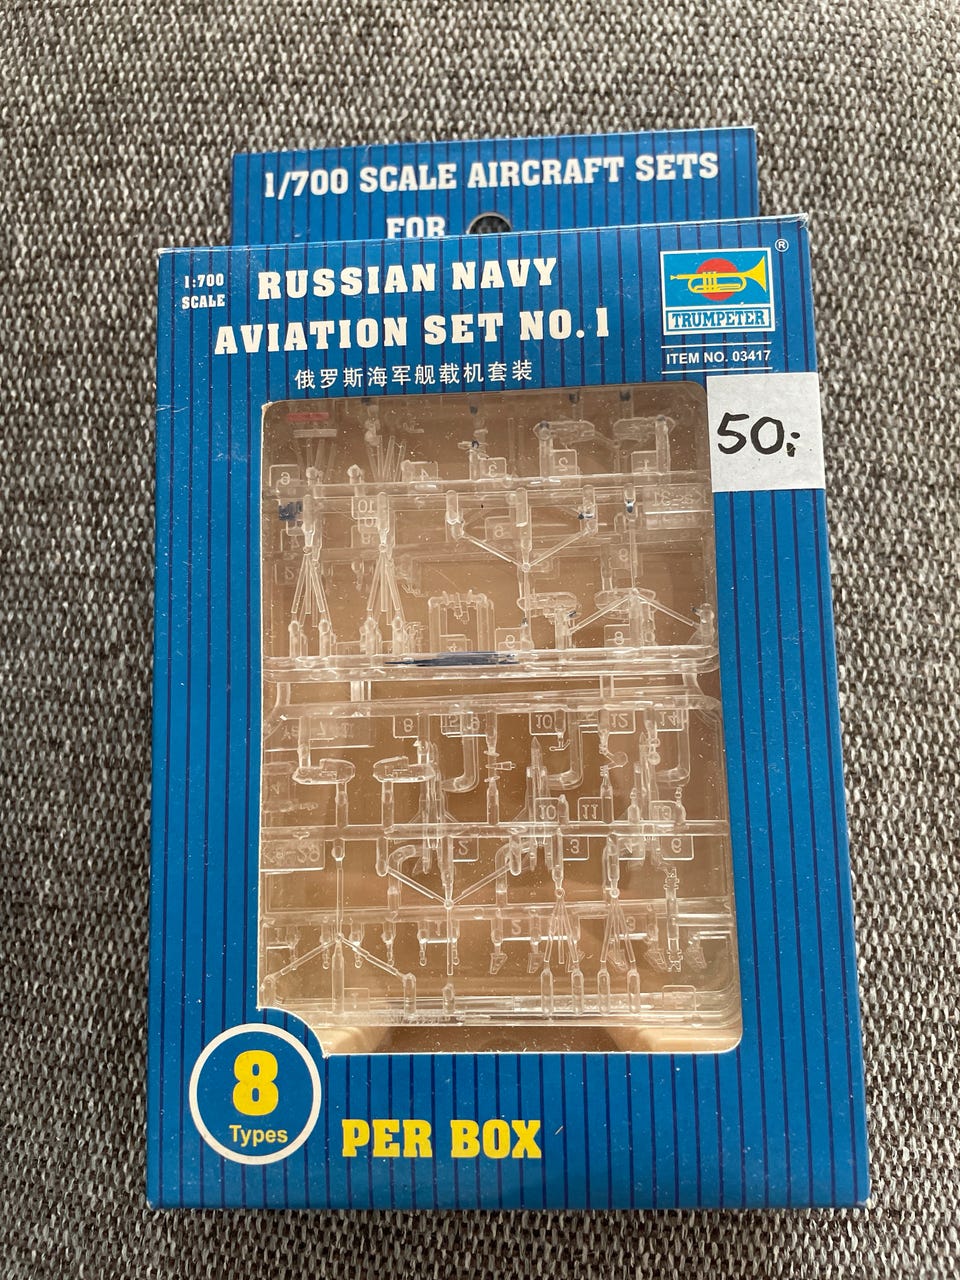 1/700 SCALE AIRCRAFT SETS
FOR
1:700
SCALE
RUSSIAN NAVY
AVIATION SET NO. 1
俄罗斯海军舰载机套装
®
TRUMPETER
ITEM NO. 03417
50;
8
Types
PER BOX